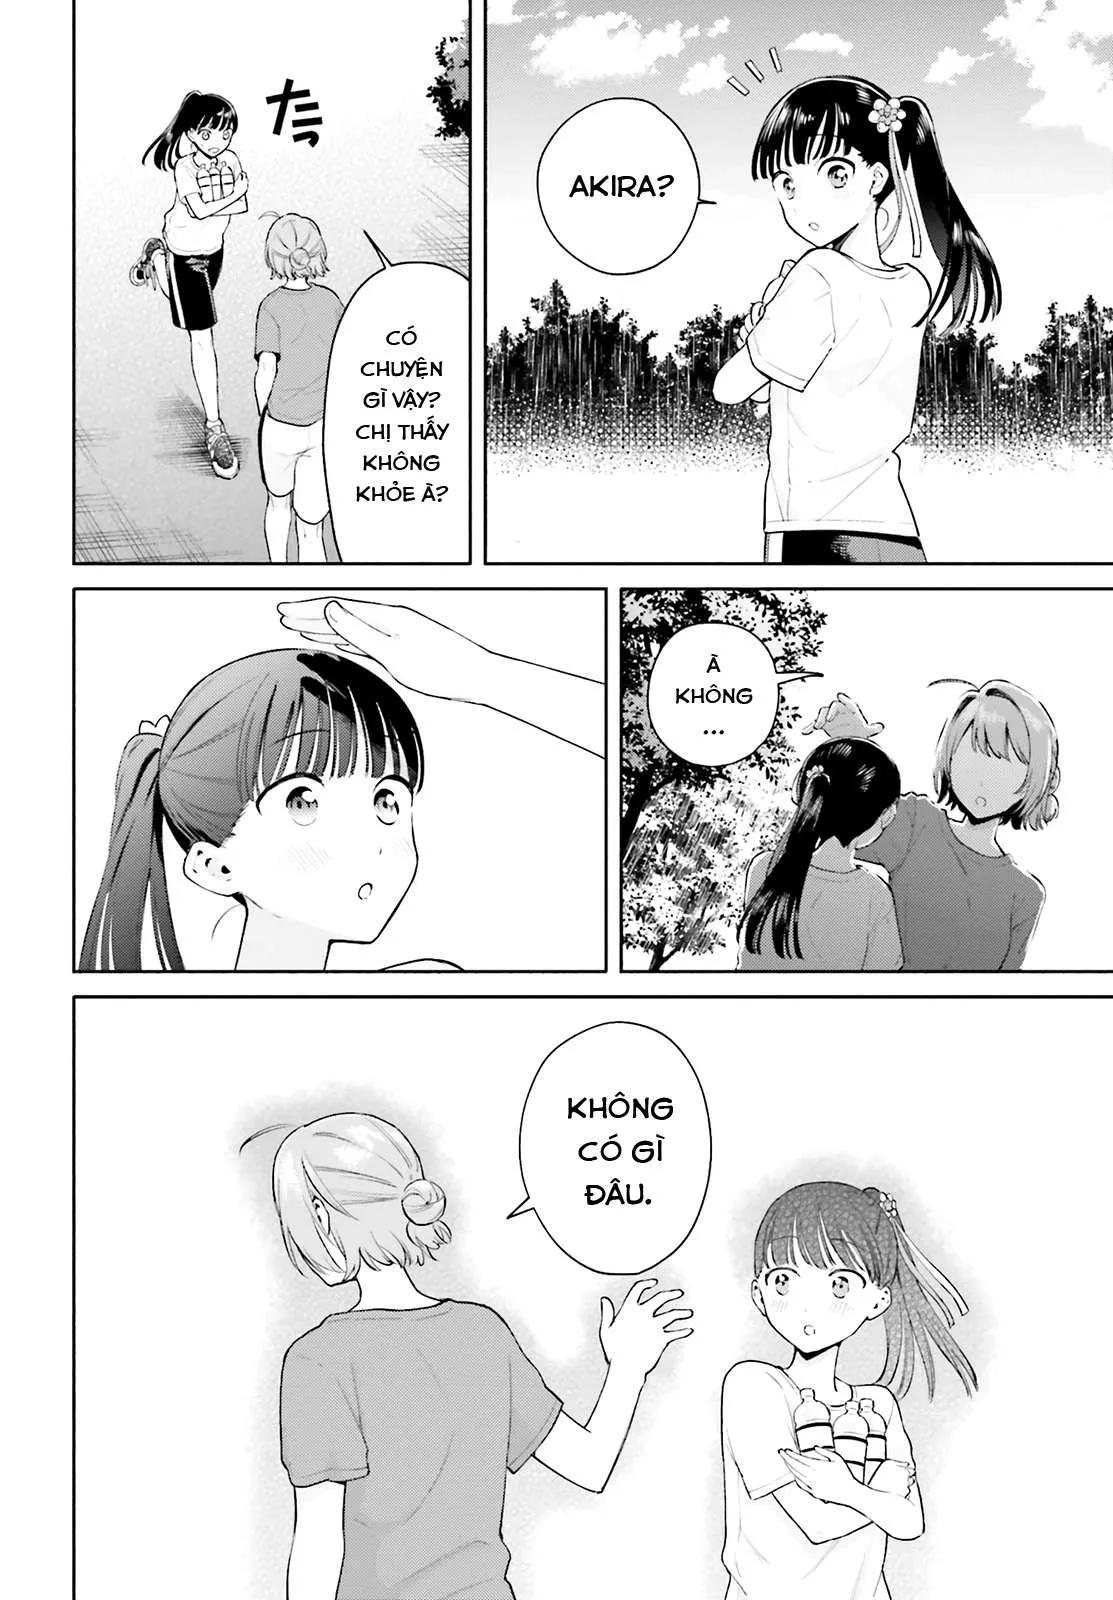 AKIRA?
たっ
CÓ
CHUYỆN
GÌ VẬY?
CHỊ THẤY
KHÔNG
KHỎE À?
À
KHÔNG
...
KHÔNG
CÓ GÌ
ĐÂU.